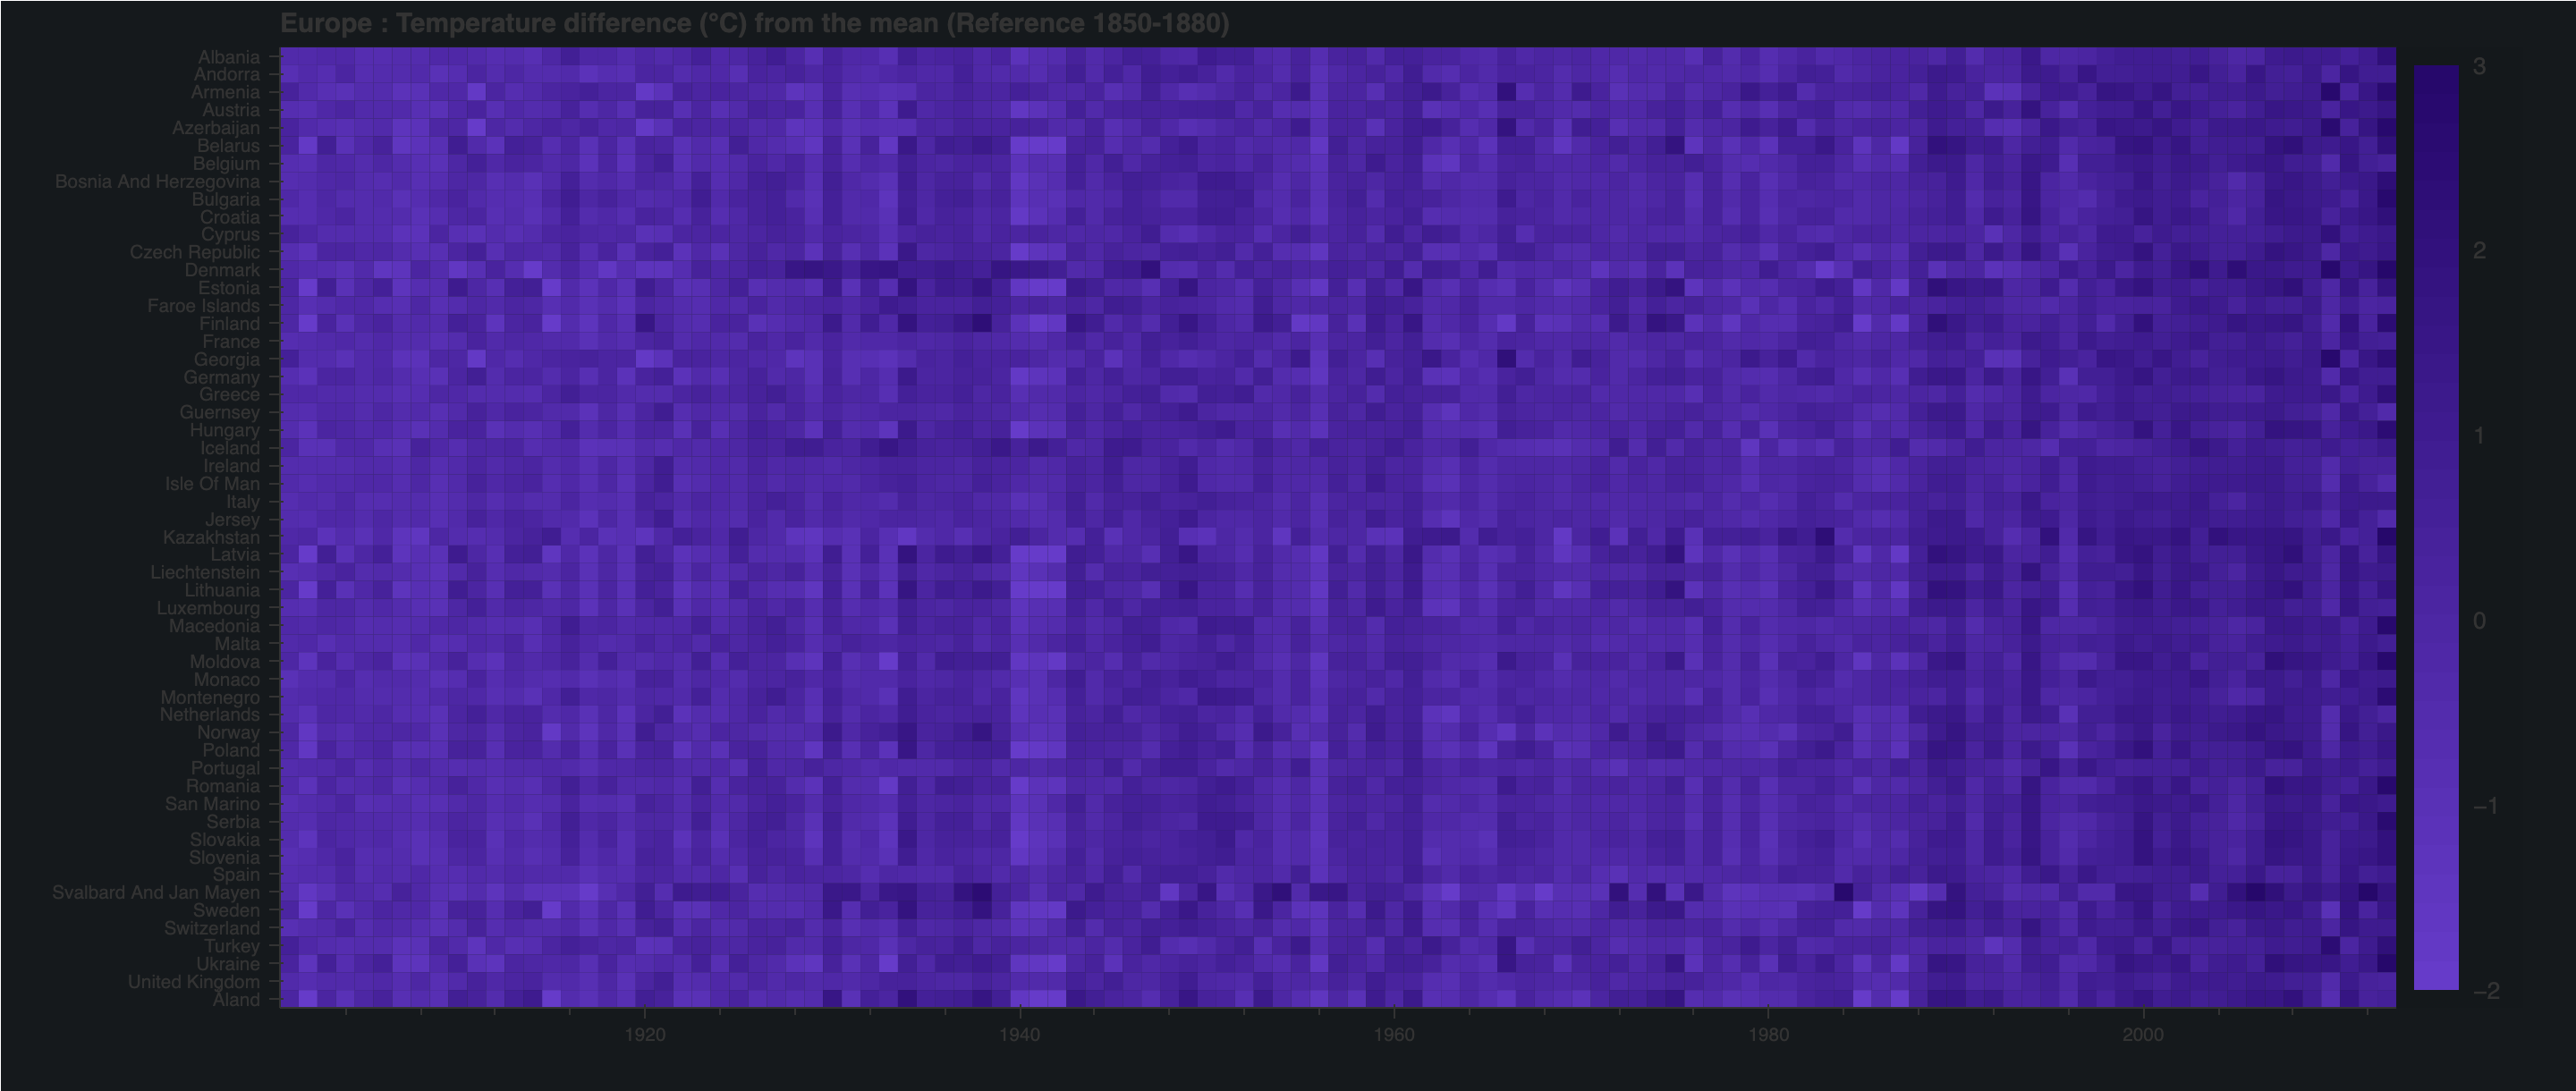 Europe : Temperature difference (°C) from the mean (Reference 1850-1880)
Albania
Andorra
Armenia
Austria
Azerbaijan
Belarus
Belgium
Bosnia And Herzegovina
Bulgaria
Croatia
Cyprus
Czech Republic
Denmark
Estonia
Faroe Islands
Finland
France
Georgia
Germany
Greece
Guernsey
Hungary
Iceland
Ireland
Isle Of Man
Italy
Jersey
Kazakhstan
Latvia
Liechtenstein
Lithuania
Luxembourg
Macedonia
Malta
Moldova
Monaco
Montenegro
Netherlands
Norway
Poland
Portugal
Romania
San Marino
Serbia
Slovakia
Slovenia
Spain
Svalbard And Jan Mayen
Sweden
Switzerland
Turkey
Ukraine
United Kingdom
Åland
1920
1940
1960
1980
2000
3
2
1
0
−1
−2